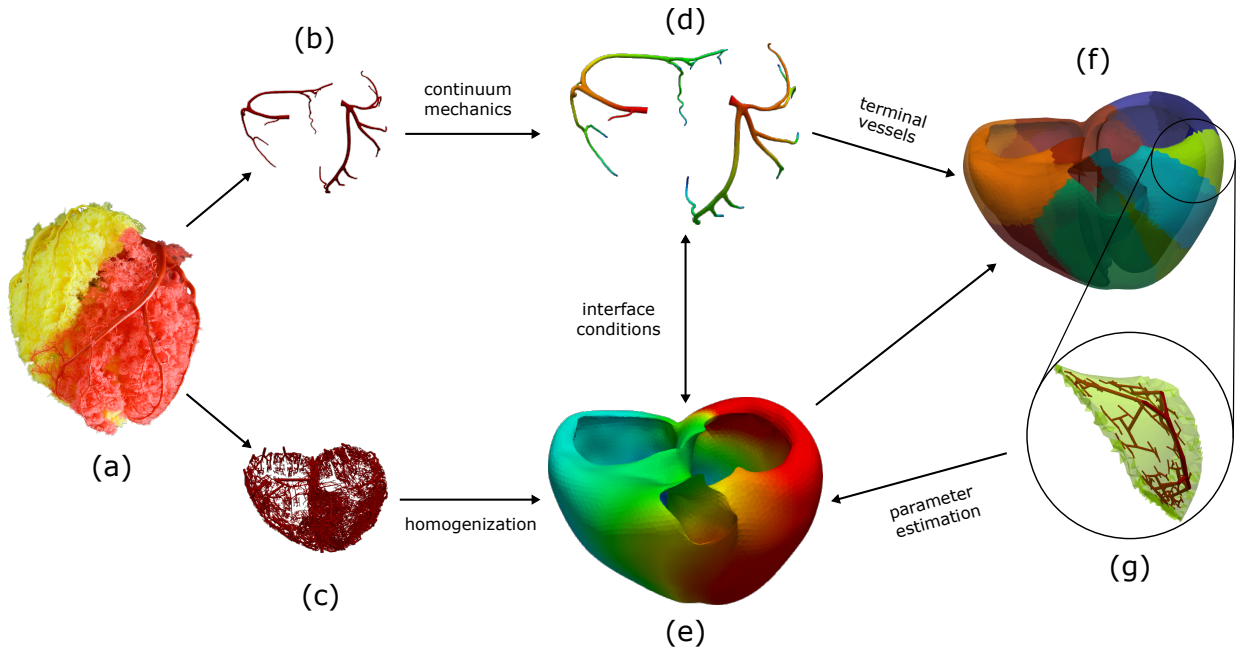 (d)
(b)
(f)
continuum
mechanics
terminal
vessels
interface
conditions
(a)
parameter
estimation
homogenization
(g)
(c)
(e)